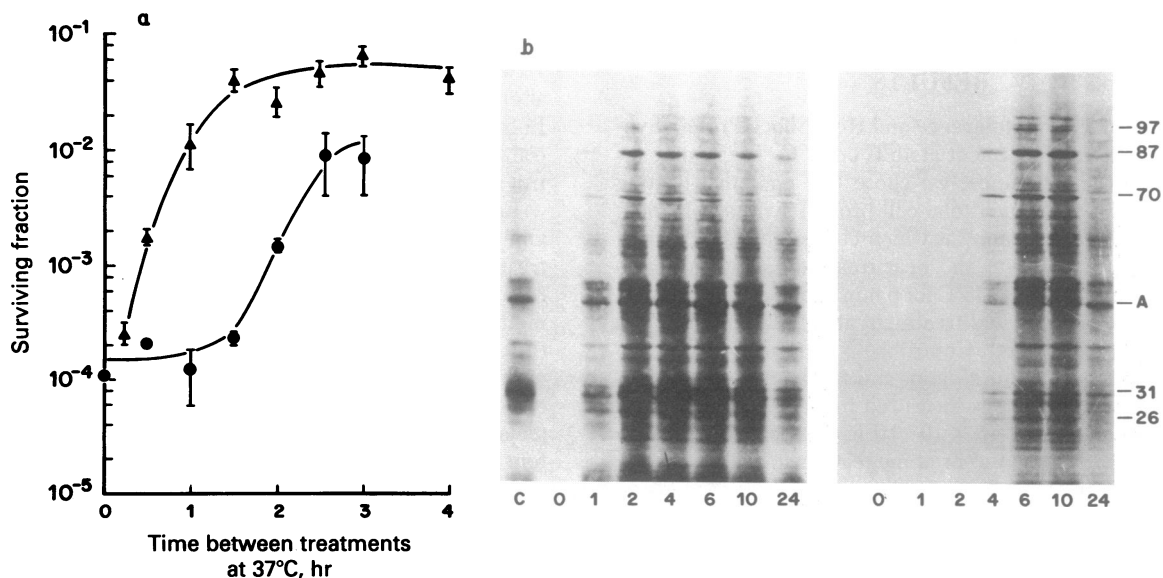 a
10⁻¹
10⁻²
10⁻³
10⁻⁴
10⁻⁵
Surviving fraction
0 1 2 3 4
Time between treatments
at 37°C, hr
b
97
87
70
A
31
26
C 0 1 2 4 6 10 24
0 1 2 4 6 10 24